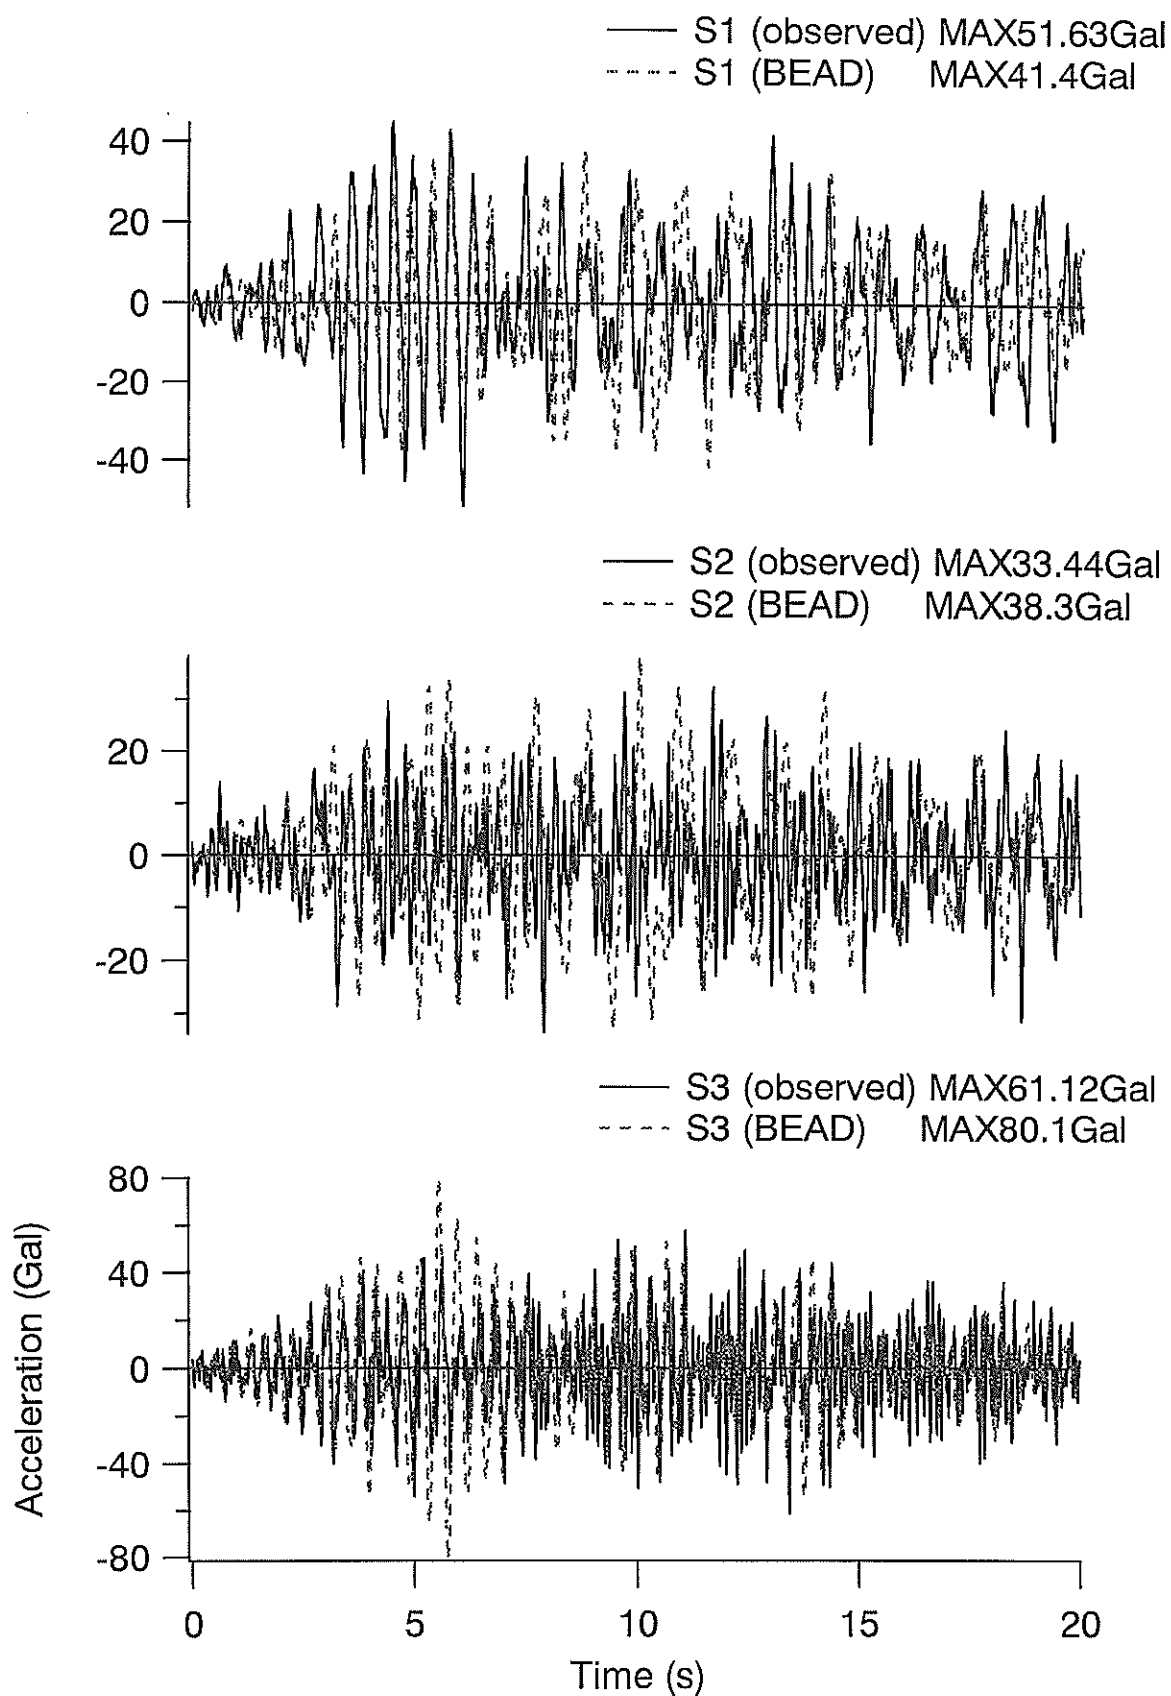 S1 (observed) MAX51.63Gal
S1 (BEAD) MAX41.4Gal
40
20
0
-20
-40
S2 (observed) MAX33.44Gal
S2 (BEAD) MAX38.3Gal
20
0
-20
S3 (observed) MAX61.12Gal
S3 (BEAD) MAX80.1Gal
80
40
0
-40
-80
Acceleration (Gal)
0 5 10 15 20
Time (s)